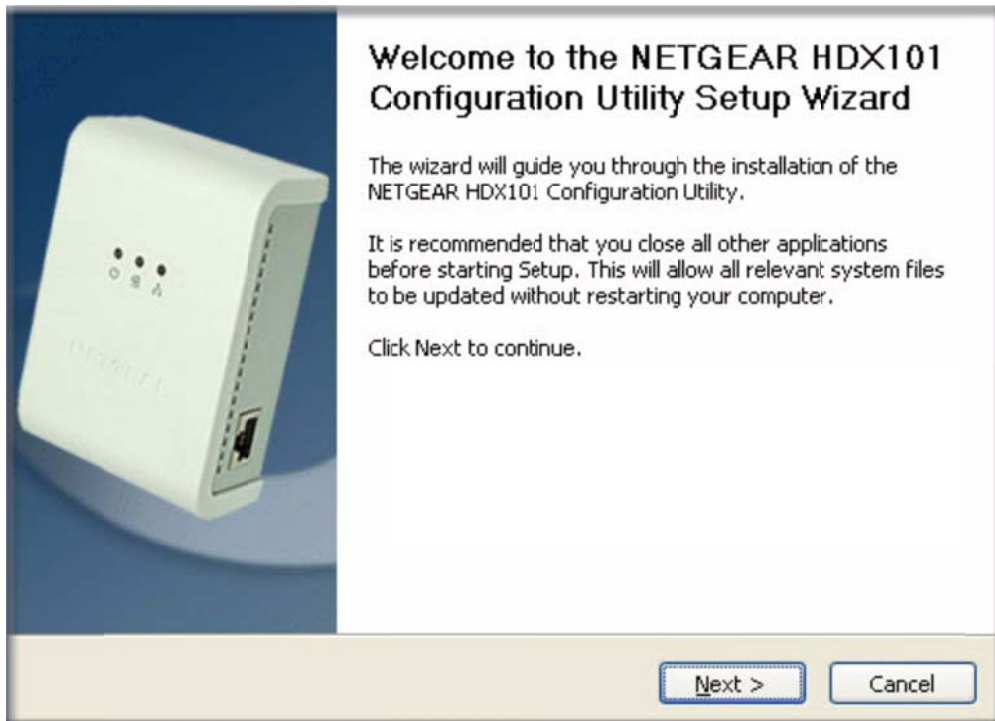 Welcome to the NETGEAR HDX101
Configuration Utility Setup Wizard
The wizard will guide you through the installation of the
NETGEAR HDX101 Configuration Utility.
It is recommended that you close all other applications
before starting Setup. This will allow all relevant system files
to be updated without restarting your computer.
Click Next to continue.
NETGEAR
Next >
Cancel